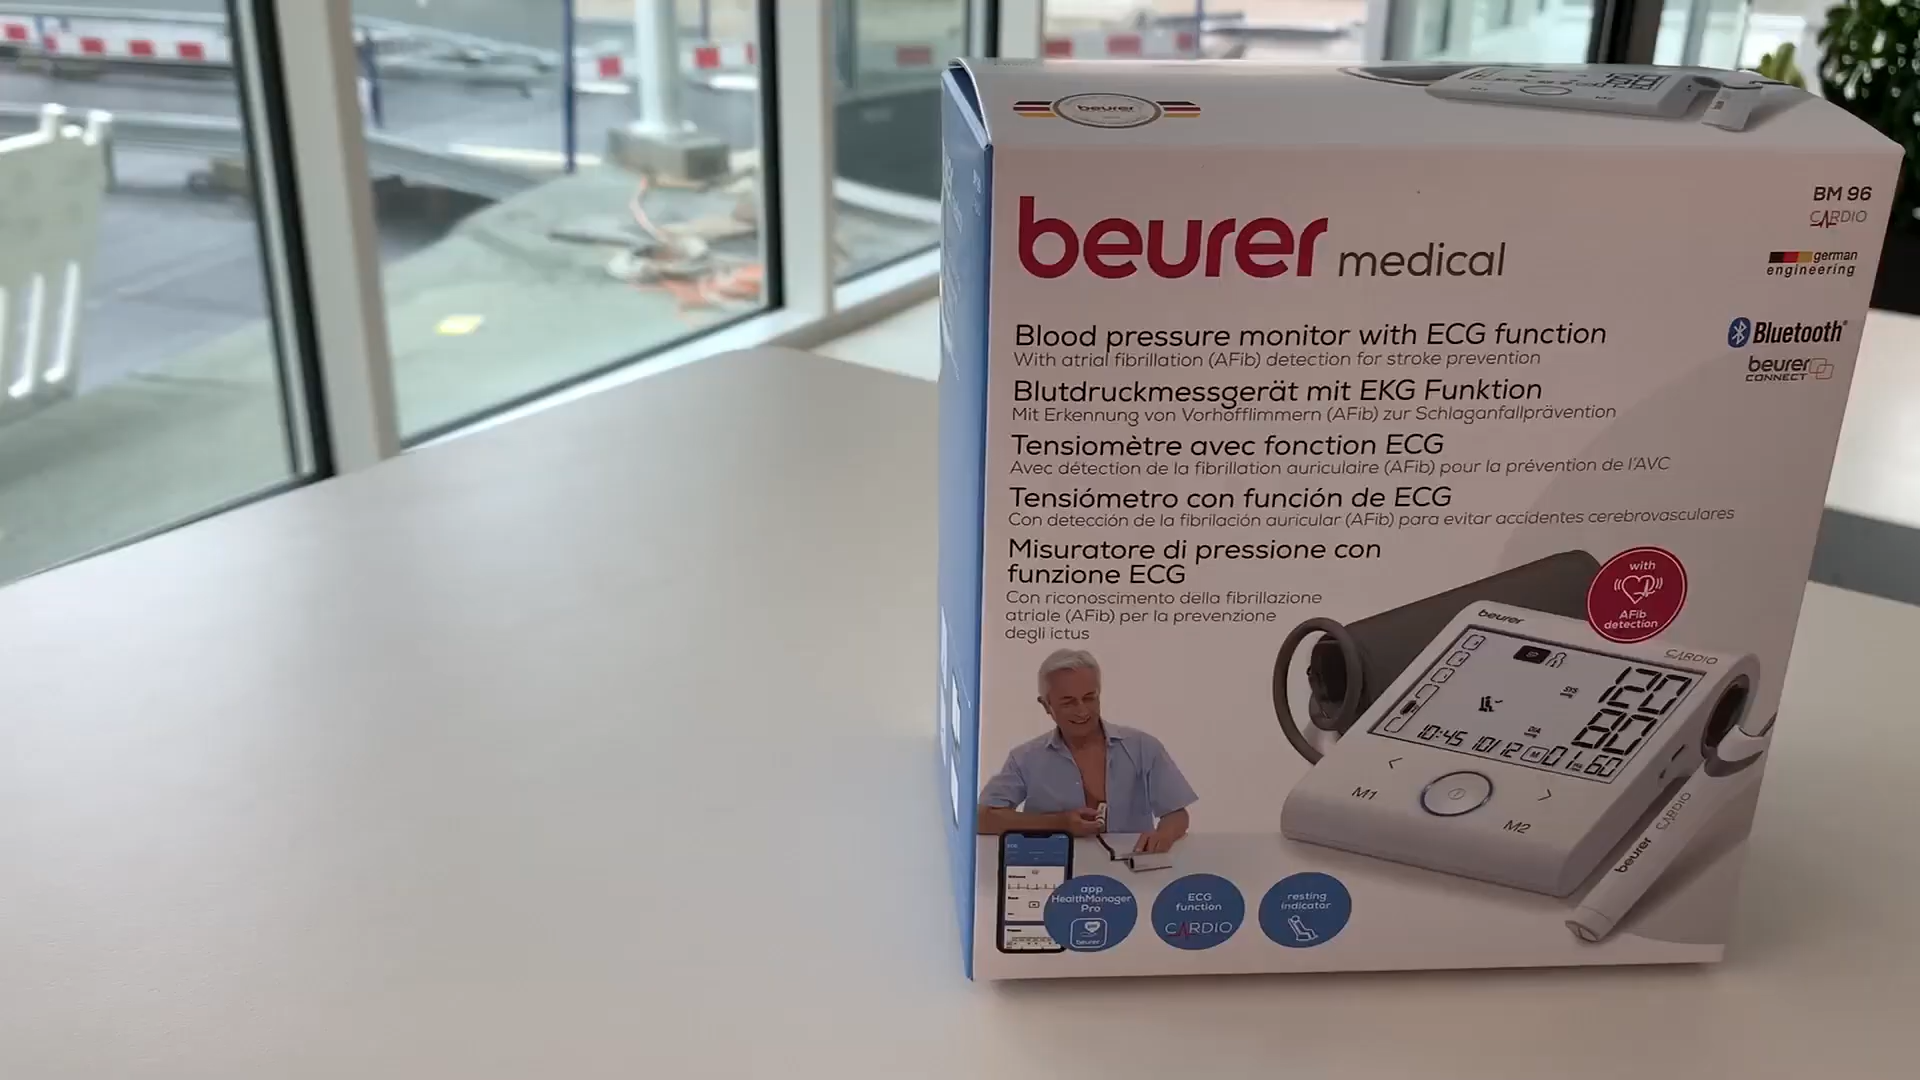 beurer
beurer medical
BM 96
CARDIO
german
engineering
Bluetooth®
beurer
CONNECT
Blood pressure monitor with ECG function
With atrial fibrillation (AFib) detection for stroke prevention
Blutdruckmessgerät mit EKG Funktion
Mit Erkennung von Vorhofflimmern (AFib) zur Schlaganfallprävention
Tensiomètre avec fonction ECG
Avec détection de la fibrillation auriculaire (AFib) pour la prévention de l'AVC
Tensiómetro con función de ECG
Con detección de la fibrilación auricular (AFib) para evitar accidentes cerebrovasculares
Misuratore di pressione con
funzione ECG
Con riconoscimento della fibrillazione
atriale (AFib) per la prevenzione
degli ictus
with
AFib
detection
beurer
CARDIO
SYS
120
DIA
80
10:45 10/12 M 01 60
M1
M2
beurer CARDIO
app
HealthManager
Pro
beurer
ECG
function
CARDIO
resting
indicator